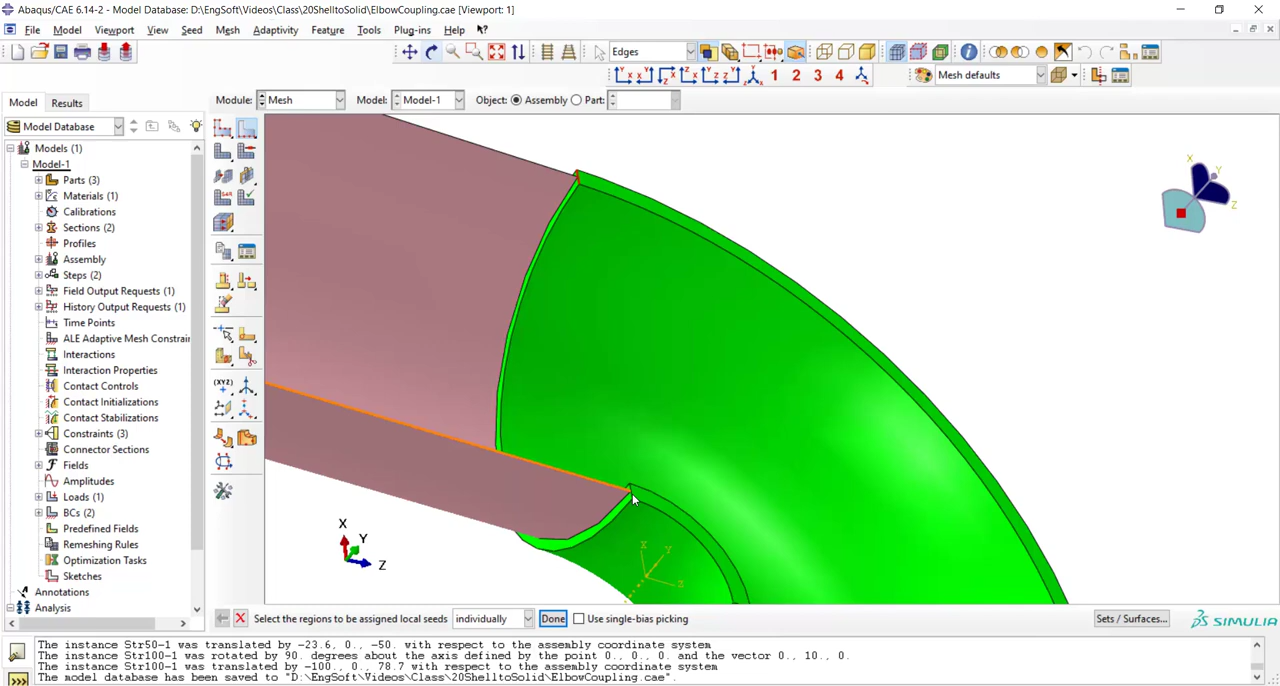 Abaqus/CAE 6.14-2 - Model Database: D:\EngSoft\Videos\Class\20ShelltoSolid\ElbowCoupling.cae [Viewport: 1]
File Model Viewport View Seed Mesh Adaptivity Feature Tools Plug-ins Help
Edges
1 2 3 4 Mesh defaults
Model Results Module: Mesh Model: Model-1 Object: Assembly Part:
Model Database
Models (1)
Model-1
Parts (3)
Materials (1)
Calibrations
Sections (2)
Profiles
Assembly
Steps (2)
Field Output Requests (1)
History Output Requests (1)
Time Points
ALE Adaptive Mesh Constrai
Interactions
Interaction Properties
Contact Controls
Contact Initializations
Contact Stabilizations
Constraints (3)
Connector Sections
Fields
Amplitudes
Loads (1)
BCs (2)
Predefined Fields
Remeshing Rules
Optimization Tasks
Sketches
Annotations
Analysis
(XYZ)
X
Y
Z
X
Y
Z
X
Y
Z
Select the regions to be assigned local seeds individually Done Use single-bias picking Sets / Surfaces...
SIMULIA
The instance Str50-1 was translated by -23.6, 0., -50. with respect to the assembly coordinate system
The instance Str100-1 was rotated by 90. degrees about the axis defined by the point 0., 0., 0. and the vector 0., 10., 0.
The instance Str100-1 was translated by -100., 0., 78.7 with respect to the assembly coordinate system
The model database has been saved to "D:\EngSoft\Videos\Class\20ShelltoSolid\ElbowCoupling.cae".